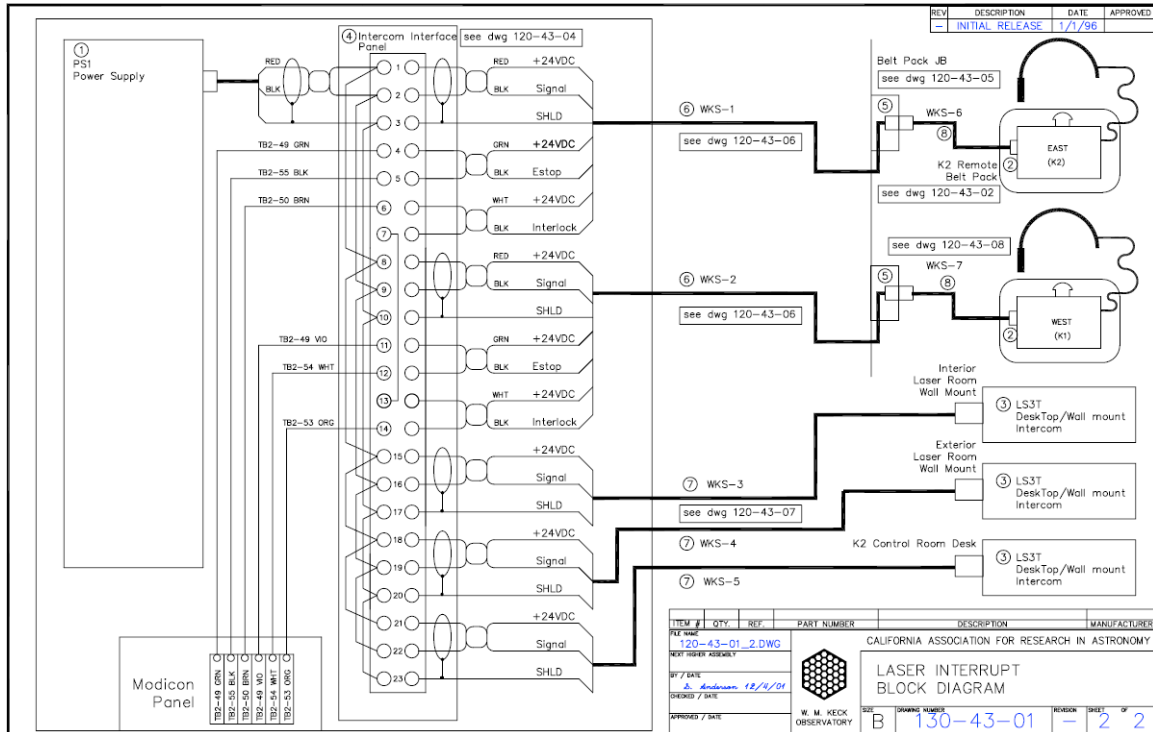 REV DESCRIPTION DATE APPROVED
– INITIAL RELEASE 1/1/96
1
PS1
Power Supply
4 Intercom Interface
Panel
see dwg 120-43-04
RED
BLK
1 RED +24VDC
2 BLK Signal
3 SHLD
TB2-49 GRN 4 GRN +24VDC
TB2-55 BLK 5 BLK Estop
TB2-50 BRN 6 WHT +24VDC
7 BLK Interlock
8 RED +24VDC
9 BLK Signal
10 SHLD
TB2-49 VIO 11 GRN +24VDC
TB2-54 WHT 12 BLK Estop
13 WHT +24VDC
TB2-53 ORG 14 BLK Interlock
15 +24VDC
16 Signal
17 SHLD
18 +24VDC
19 Signal
20 SHLD
21 +24VDC
22 Signal
23 SHLD
6 WKS-1
see dwg 120-43-06
Belt Pack JB
see dwg 120-43-05
5
WKS-6
8
2
EAST
(K2)
K2 Remote
Belt Pack
see dwg 120-43-02
see dwg 120-43-08
6 WKS-2
see dwg 120-43-06
5
WKS-7
8
2
WEST
(K1)
Interior
Laser Room
Wall Mount
3 LS3T
DeskTop/Wall mount
Intercom
7 WKS-3
see dwg 120-43-07
Exterior
Laser Room
Wall Mount
3 LS3T
DeskTop/Wall mount
Intercom
7 WKS-4
K2 Control Room Desk
3 LS3T
DeskTop/Wall mount
Intercom
7 WKS-5
Modicon
Panel
TB2-49 GRN
TB2-55 BLK
TB2-50 BRN
TB2-49 VIO
TB2-54 WHT
TB2-53 ORG
ITEM # QTY. REF. PART NUMBER DESCRIPTION MANUFACTURER
FILE NAME
120-43-01_2.DWG
NEXT HIGHER ASSEMBLY
BY / DATE
S. Anderson 12/4/01
CHECKED / DATE
APPROVED / DATE
W. M. KECK
OBSERVATORY
CALIFORNIA ASSOCIATION FOR RESEARCH IN ASTRONOMY
LASER INTERRUPT
BLOCK DIAGRAM
SIZE
B
DRAWING NUMBER
130-43-01
REVISION
–
SHEET OF
2 2